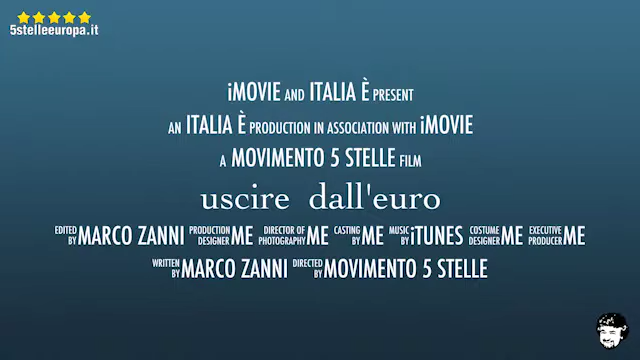 5stelleeuropa.it
iMOVIE AND ITALIA È PRESENT
AN ITALIA È PRODUCTION IN ASSOCIATION WITH iMOVIE
A MOVIMENTO 5 STELLE FILM
uscire dall'euro
EDITED BY MARCO ZANNI PRODUCTION DESIGNER ME DIRECTOR OF PHOTOGRAPHY ME CASTING BY ME MUSIC BY iTUNES COSTUME DESIGNER ME EXECUTIVE PRODUCER ME
WRITTEN BY MARCO ZANNI DIRECTED BY MOVIMENTO 5 STELLE